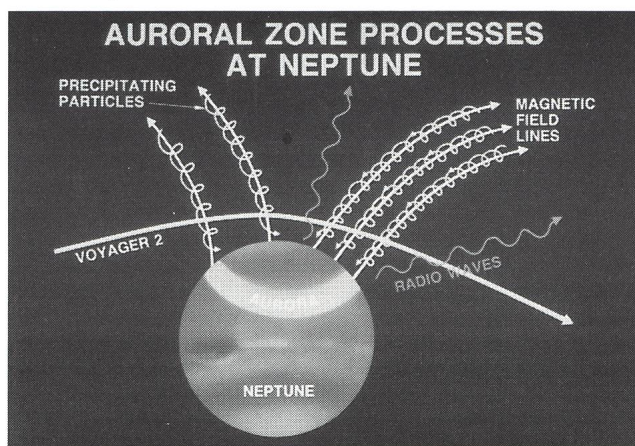 AURORAL ZONE PROCESSES
AT NEPTUNE
PRECIPITATING
PARTICLES
MAGNETIC
FIELD
LINES
VOYAGER 2
RADIO WAVES
AURORA
NEPTUNE